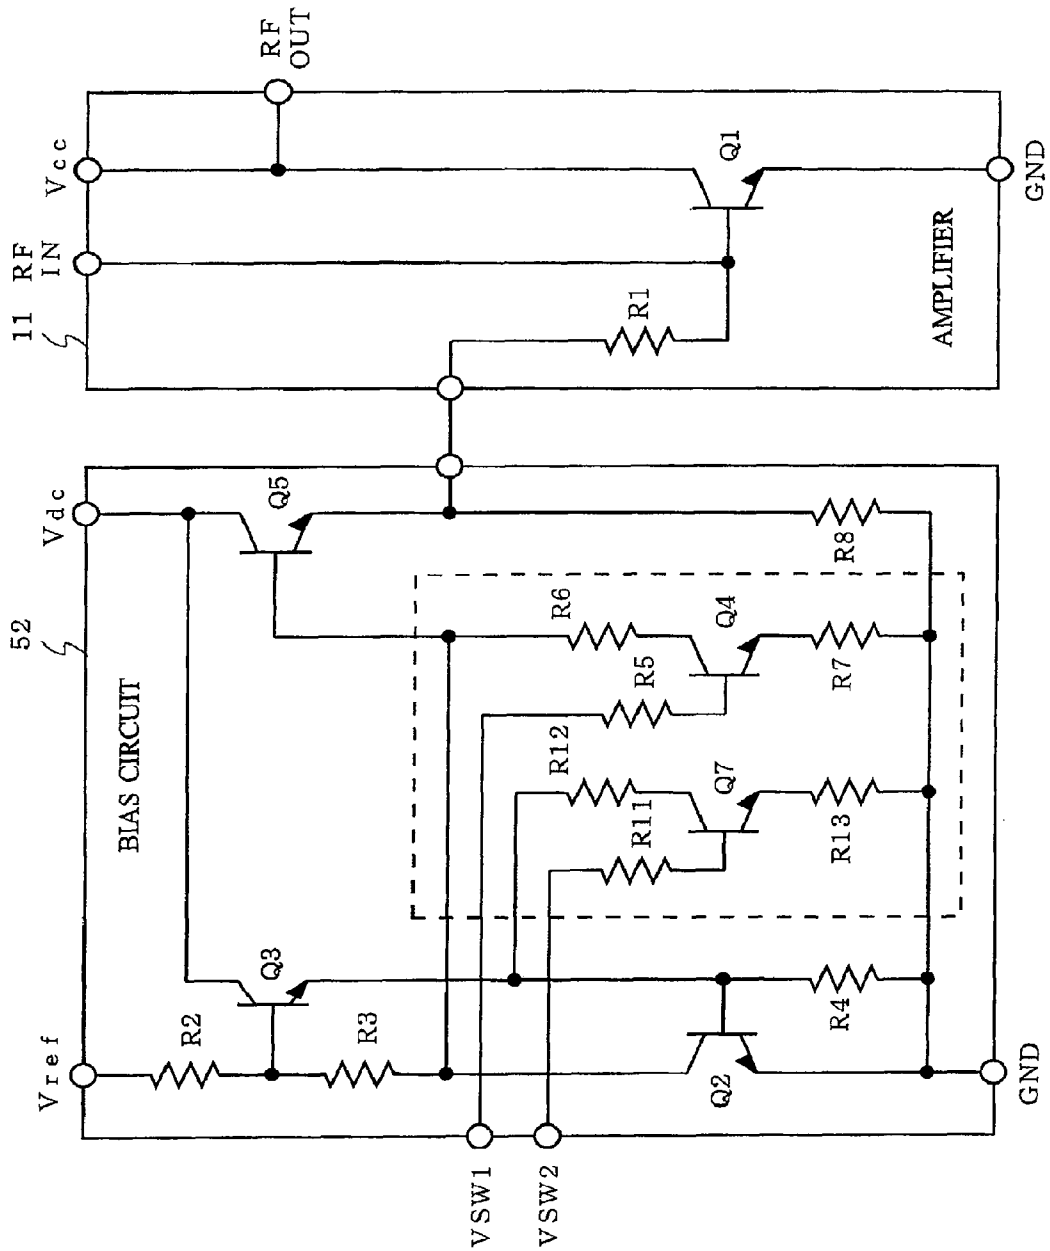 RF
OUT
Vcc
RF
IN
11
Q1
R1
GND
AMPLIFIER
52
BIAS CIRCUIT
Vdc
Q5
R8
R6
Q4
R5
R7
R12
Q7
R11
R13
Vref
R2
Q3
R3
Q2
R4
GND
VSW1
VSW2